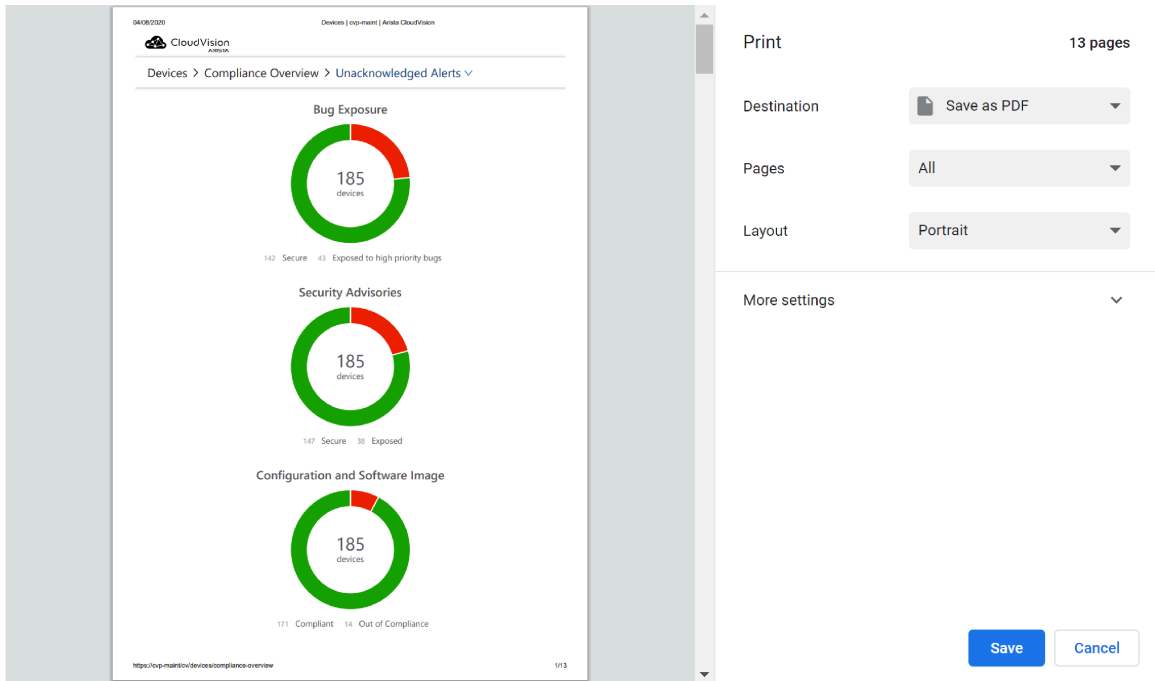 04/08/2020 Devices | cvp-maint | Arista CloudVision
CloudVision
ARISTA
Devices > Compliance Overview > Unacknowledged Alerts
Bug Exposure
185
devices
142 Secure 43 Exposed to high priority bugs
Security Advisories
185
devices
147 Secure 38 Exposed
Configuration and Software Image
185
devices
171 Compliant 14 Out of Compliance
https://cvp-maint/cv/devices/compliance-overview 1/13
Print 13 pages
Destination Save as PDF
Pages All
Layout Portrait
More settings
Save Cancel